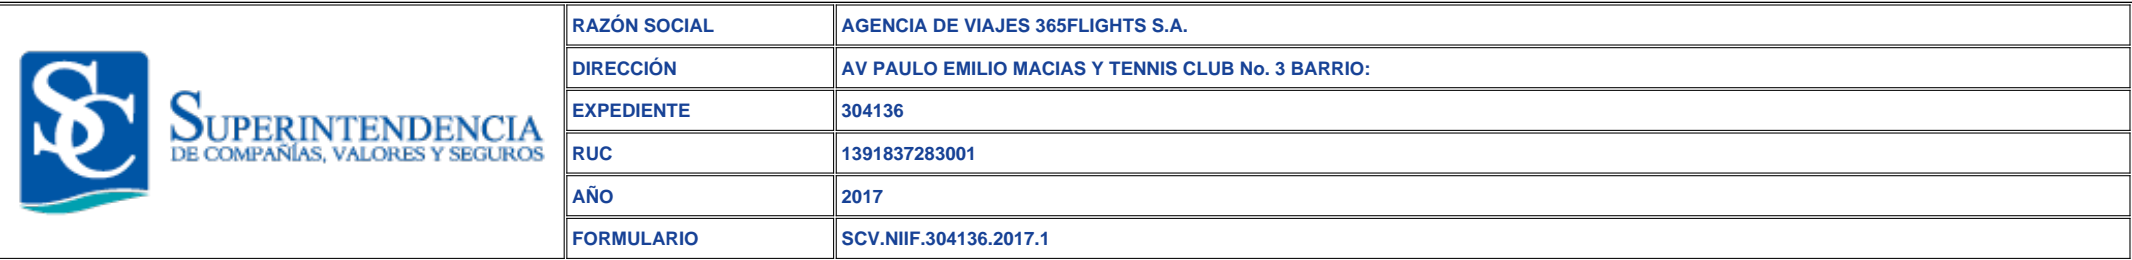 SC
SUPERINTENDENCIA
DE COMPAÑÍAS, VALORES Y SEGUROS
RAZÓN SOCIAL AGENCIA DE VIAJES 365FLIGHTS S.A.
DIRECCIÓN AV PAULO EMILIO MACIAS Y TENNIS CLUB No. 3 BARRIO:
EXPEDIENTE 304136
RUC 1391837283001
AÑO 2017
FORMULARIO SCV.NIIF.304136.2017.1